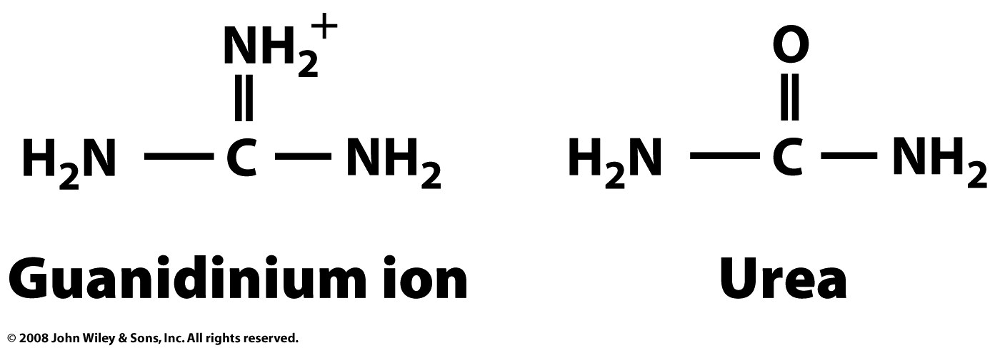 NH₂⁺ O
H₂N C NH₂ H₂N C NH₂
Guanidinium ion Urea
© 2008 John Wiley & Sons, Inc. All rights reserved.